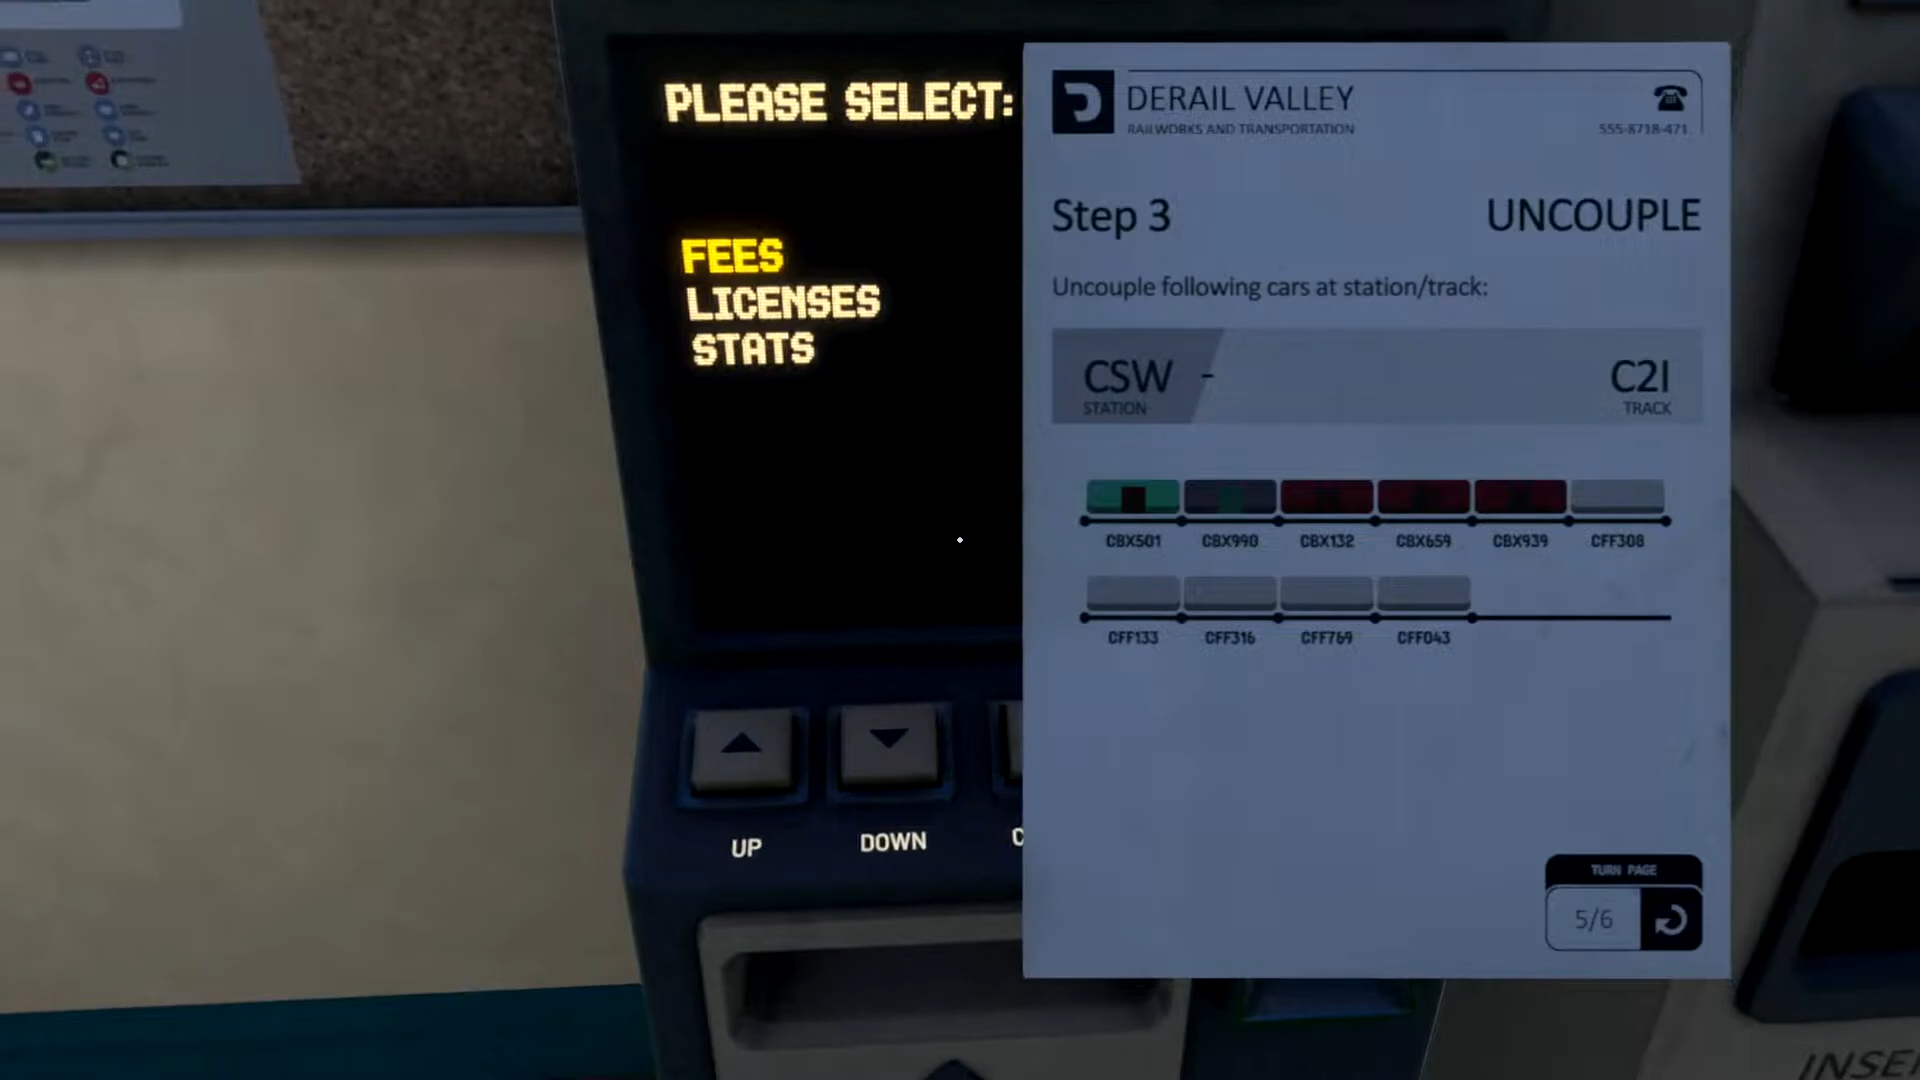 PLEASE SELECT:
FEES
LICENSES
STATS
UP
DOWN
C
DERAIL VALLEY
RAILWORKS AND TRANSPORTATION
555-8718-471
Step 3
UNCOUPLE
Uncouple following cars at station/track:
CSW -
STATION
C2I
TRACK
CBX501 CBX990 CBX132 CBX659 CBX939 CFF308
CFF133 CFF316 CFF769 CFF043
TURN PAGE
5/6
INSER